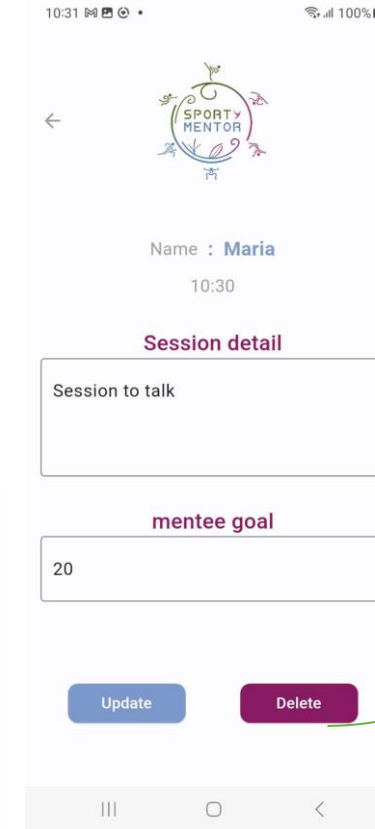 10:31 100%
SPORTY
MENTOR
Name : Maria
10:30
Session detail
Session to talk
mentee goal
20
Update Delete